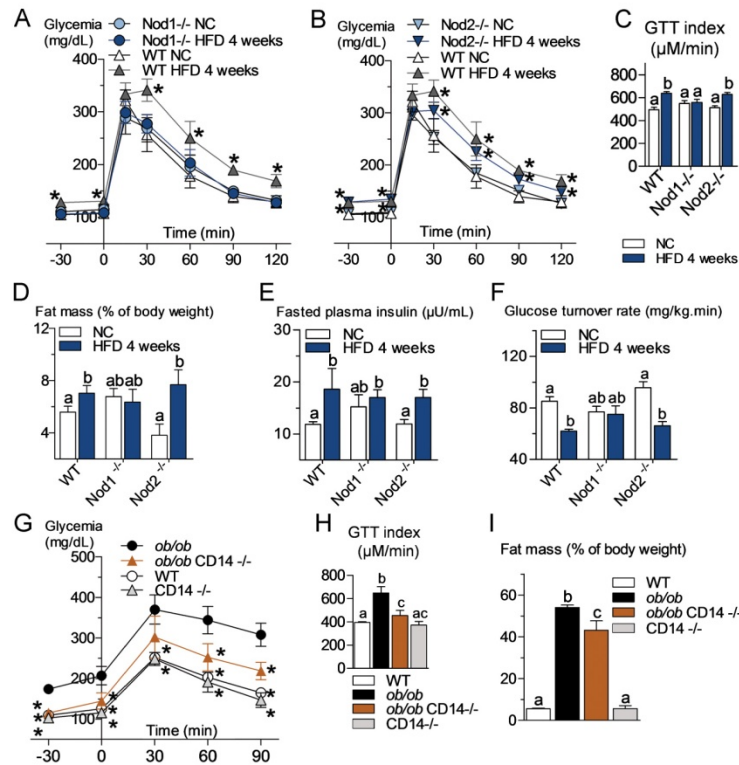 A
Glycemia
(mg/dL)
Nod1-/- NC
Nod1-/- HFD 4 weeks
WT NC
WT HFD 4 weeks
400
300
200
100
* * * * * *
Time (min)
-30 0 30 60 90 120
B
Glycemia
(mg/dL)
Nod2-/- NC
Nod2-/- HFD 4 weeks
WT NC
WT HFD 4 weeks
400
300
200
100
* * * * * * * * * * * *
Time (min)
-30 0 30 60 90 120
C
GTT index
(µM/min)
800
600
400
200
0
a b a a a b
WT Nod1-/- Nod2-/-
NC
HFD 4 weeks
D
Fat mass (% of body weight)
NC
HFD 4 weeks
12
8
6
4
a b ab ab a b
WT Nod1 -/- Nod2 -/-
E
Fasted plasma insulin (µU/mL)
NC
HFD 4 weeks
30
20
15
10
a b ab b a b
WT Nod1 -/- Nod2 -/-
F
Glucose turnover rate (mg/kg.min)
NC
HFD 4 weeks
150
100
80
60
40
a b ab ab a b
WT Nod1 -/- Nod2 -/-
G
Glycemia
(mg/dL)
ob/ob
ob/ob CD14 -/-
WT
CD14 -/-
500
400
300
200
100
* * * * * * * * * * * * * *
Time (min)
-30 0 30 60 90
H
GTT index
(µM/min)
800
600
400
200
0
a b c ac
WT
ob/ob
ob/ob CD14-/-
CD14-/-
I
Fat mass (% of body weight)
WT
ob/ob
ob/ob CD14 -/-
CD14 -/-
60
40
20
0
a b c a